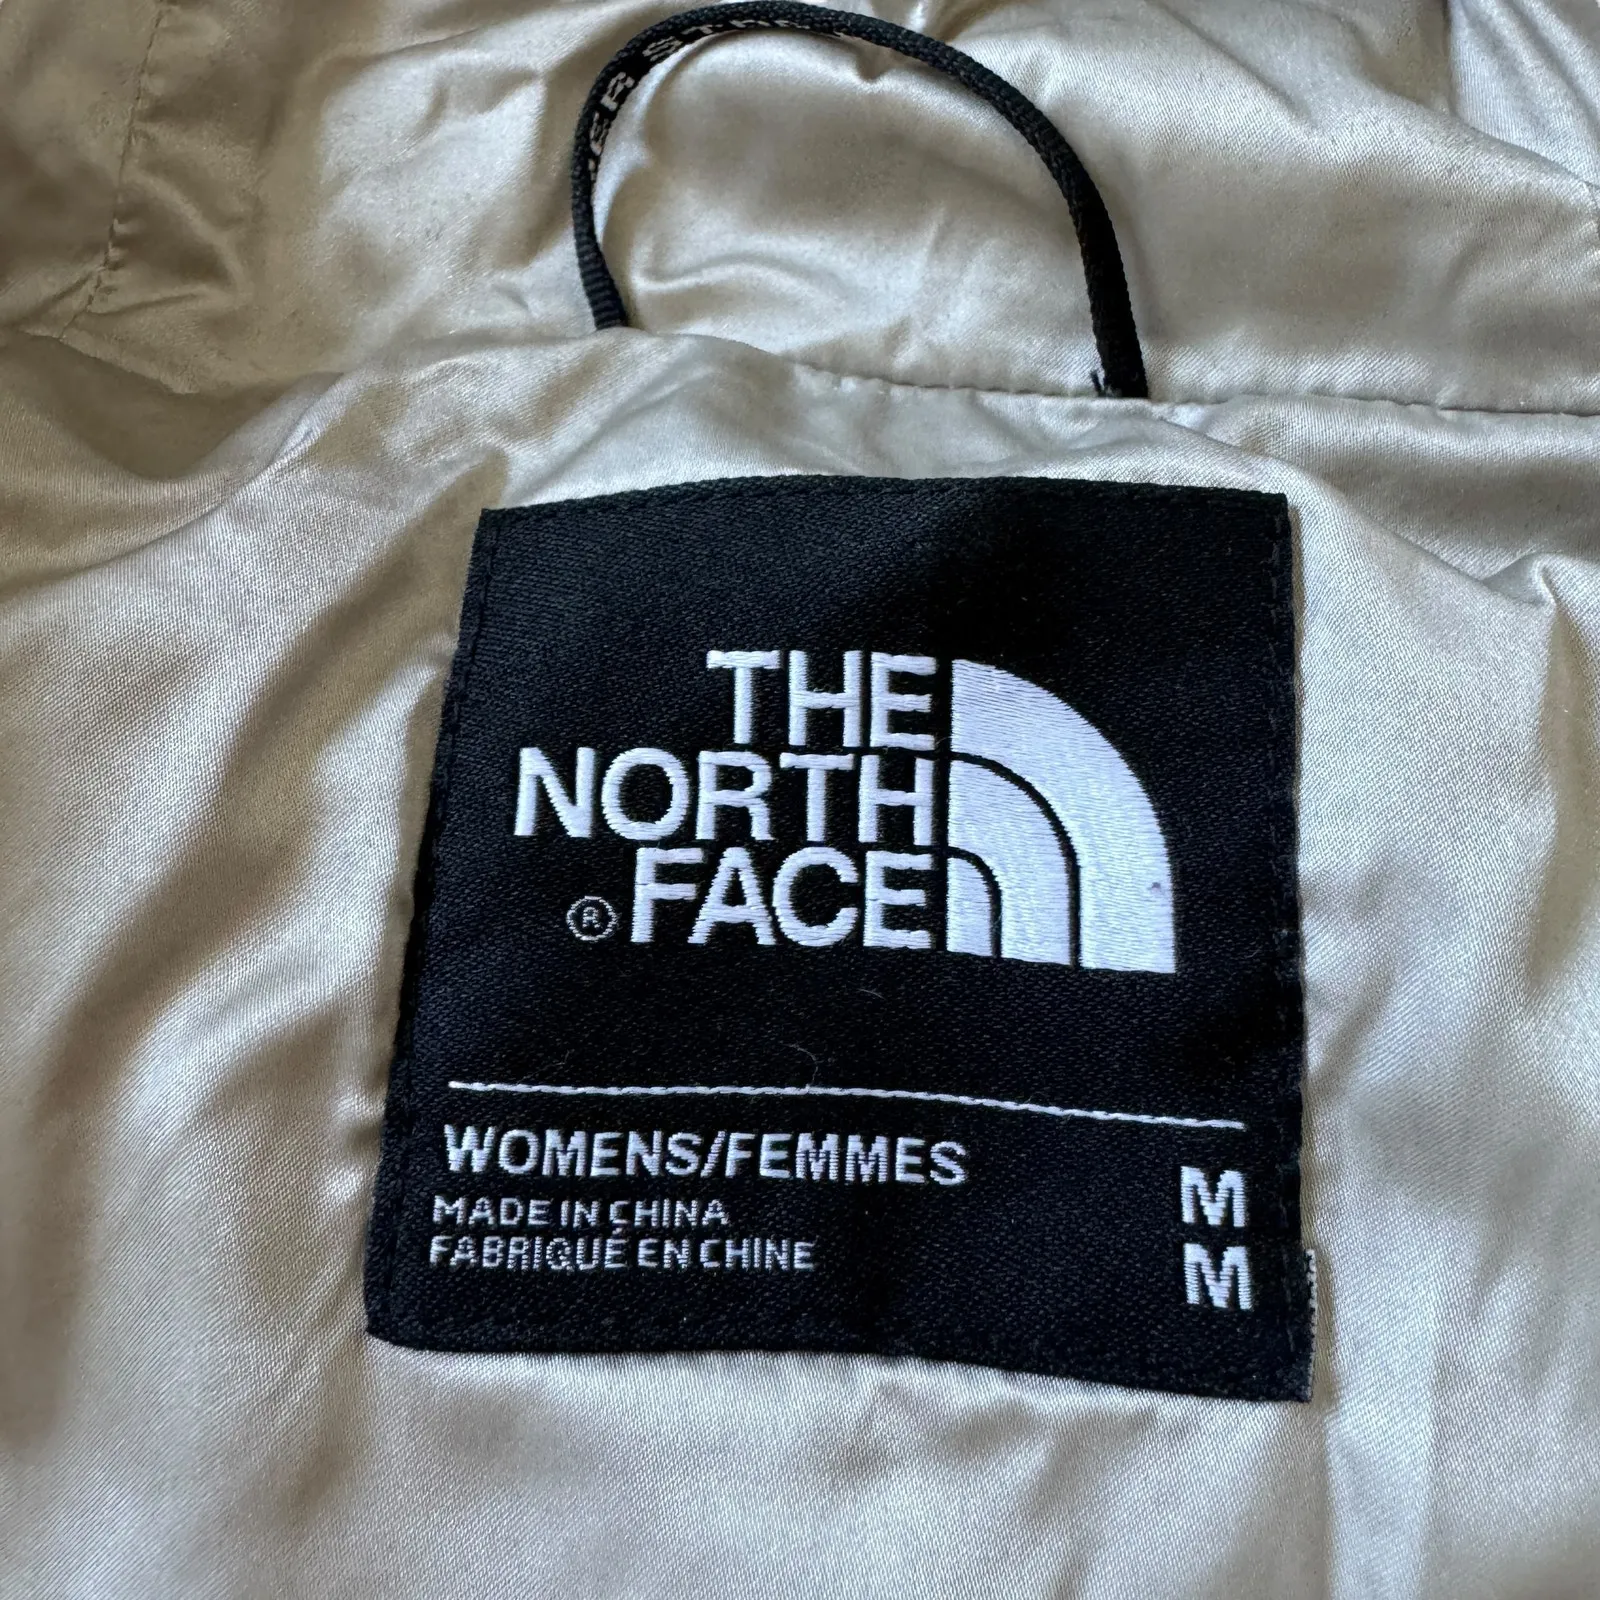 THE
NORTH
® FACE
WOMENS/FEMMES M
MADE IN CHINA
FABRIQUÉ EN CHINE M